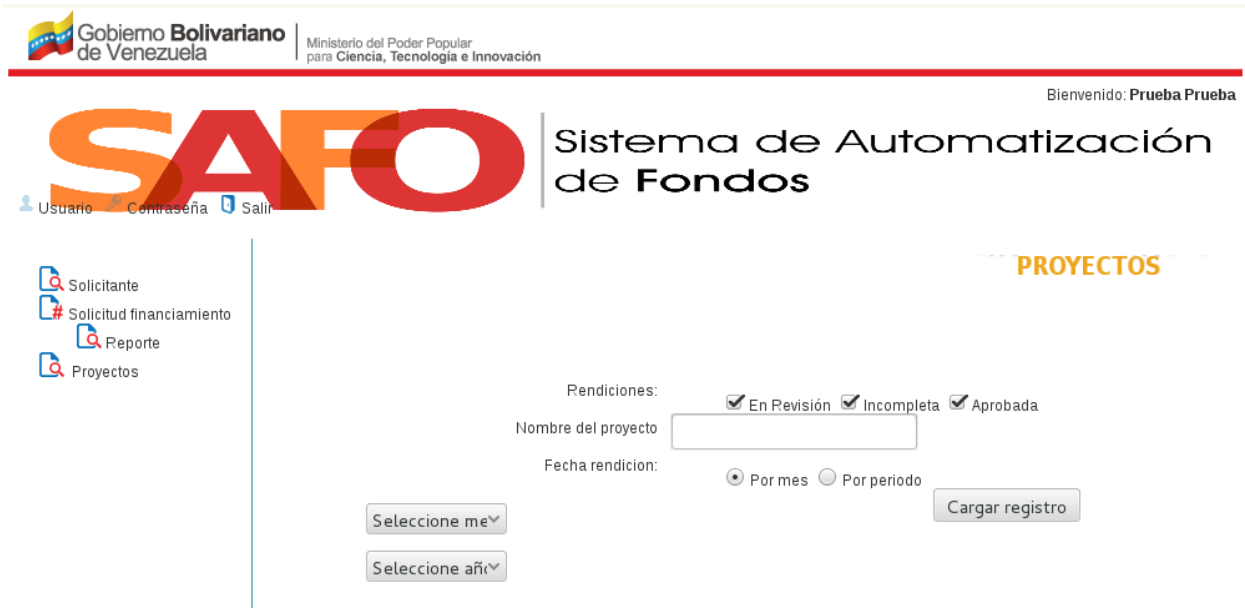 Gobierno Bolivariano
de Venezuela
Ministerio del Poder Popular
para Ciencia, Tecnología e Innovación
Bienvenido: Prueba Prueba
SAFO
Sistema de Automatización
de Fondos
Usuario Contraseña Salir
PROYECTOS
Solicitante
Solicitud financiamiento
Reporte
Proyectos
Rendiciones:
En Revisión Incompleta Aprobada
Nombre del proyecto
Fecha rendicion:
Por mes Por periodo
Cargar registro
Seleccione me
Seleccione año